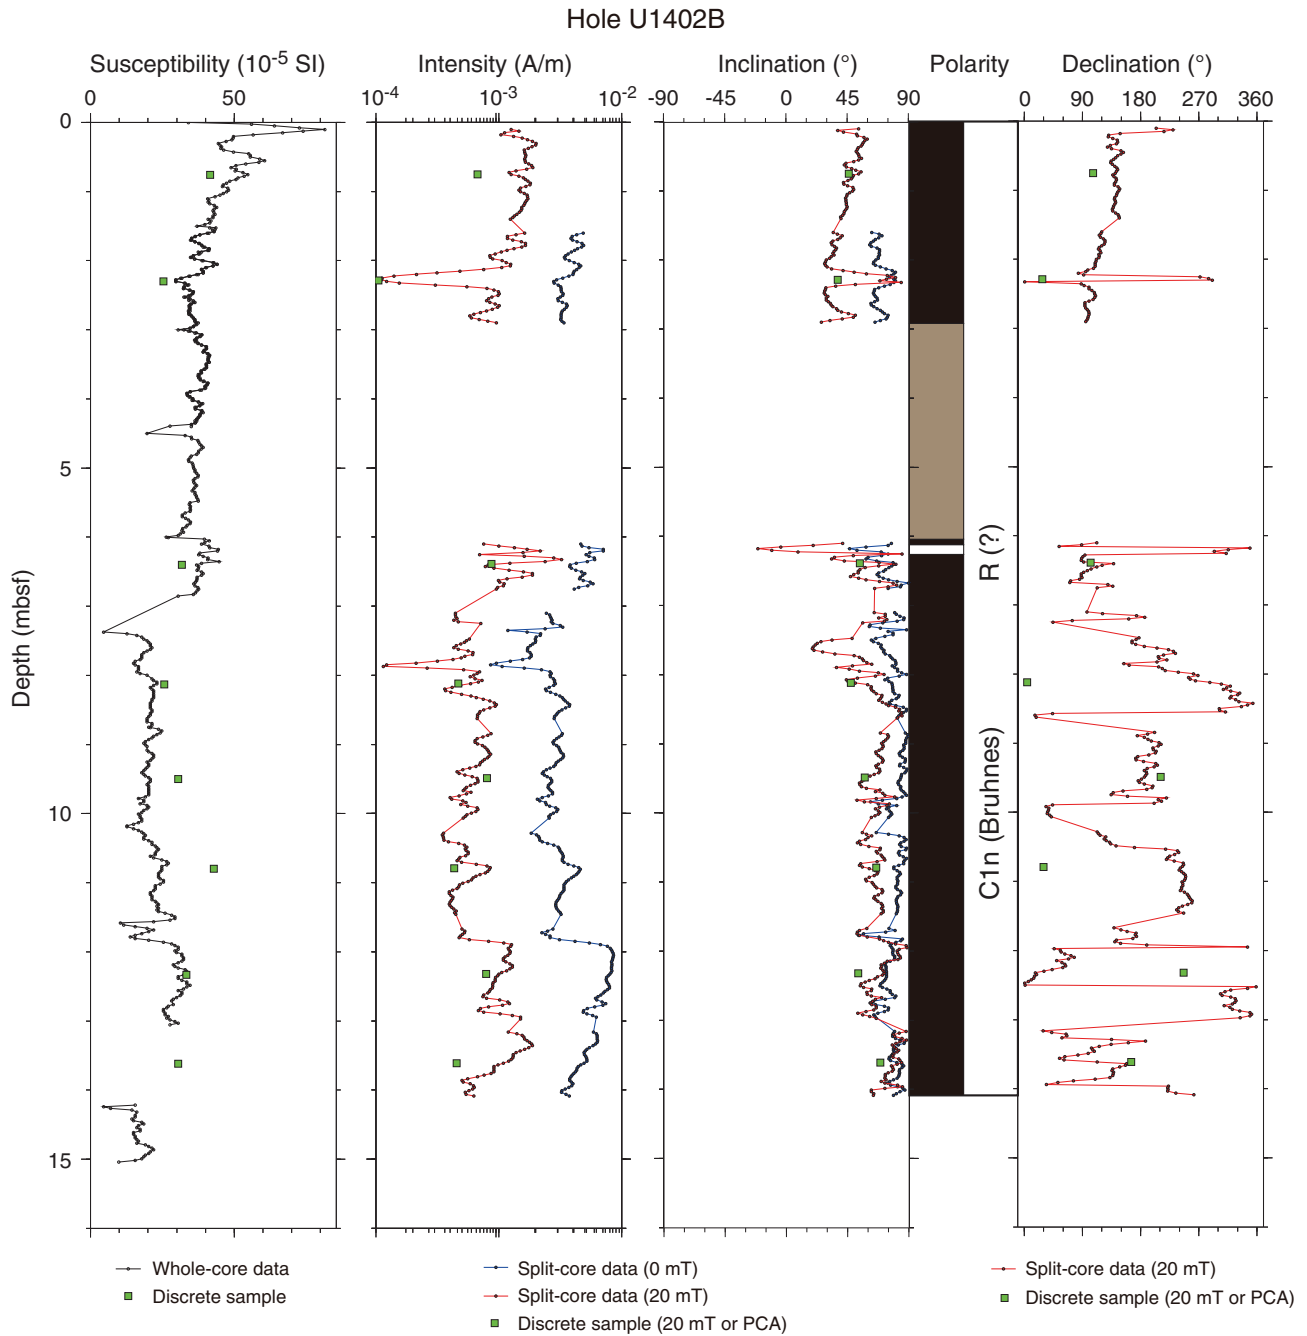 Hole U1402B
Susceptibility (10-5 SI)
Intensity (A/m)
Inclination (°)
Polarity
Declination (°)
0 50
10-4 10-3 10-2
-90 -45 0 45 90
0 90 180 270 360
0
5
10
15
Depth (mbsf)
R (?)
C1n (Bruhnes)
Whole-core data
Discrete sample
Split-core data (0 mT)
Split-core data (20 mT)
Discrete sample (20 mT or PCA)
Split-core data (20 mT)
Discrete sample (20 mT or PCA)